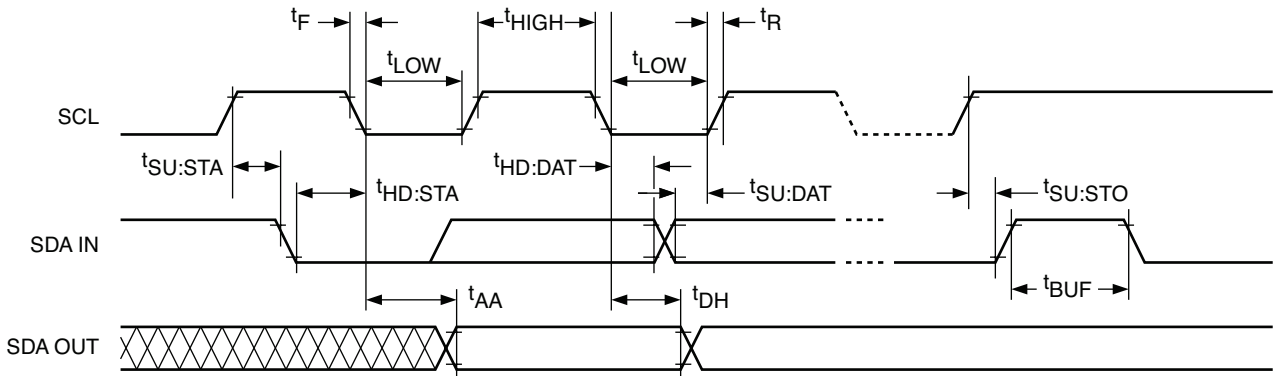 tF
tHIGH
tR
tLOW
tLOW
SCL
tSU:STA
tHD:STA
tHD:DAT
tSU:DAT
tSU:STO
SDA IN
tBUF
tAA
tDH
SDA OUT